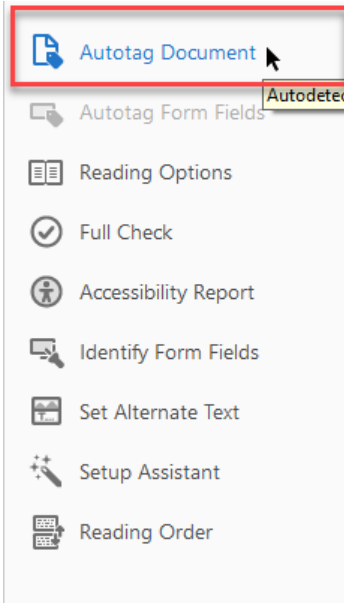 Autotag Document
Autodetec
Autotag Form Fields
Reading Options
Full Check
Accessibility Report
Identify Form Fields
Set Alternate Text
Setup Assistant
Reading Order